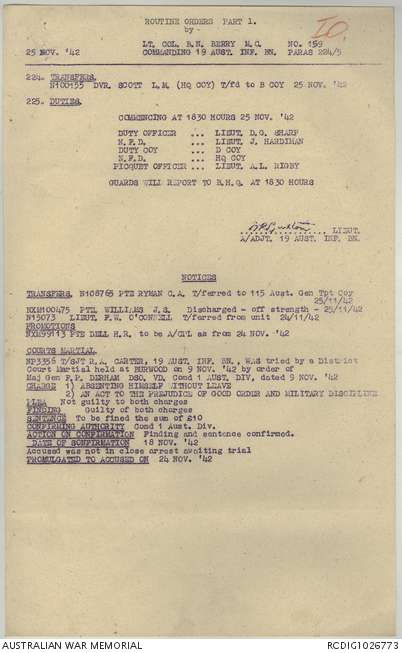 ROUTINE ORDERS PART 1.
by -
IO
LT. COL. B.N. BERRY M.C. NO. 159
25 NOV. '42 COMMANDING 19 AUST. INF. BN. PARAS 224/5
224. TRANSFERS.
N100155 DVR. SCOTT L.M. (HQ COY) T/fd to B COY 25 NOV. '42
225. DUTIES.
COMMENCING AT 1830 HOURS 25 NOV. '42
DUTY OFFICER ... LIEUT. D.G. SHARP
N.F.D. ... LIEUT. J. HARDIMAN
DUTY COY ... D COY
N.F.D. ... HQ COY
PICQUET OFFICER ... LIEUT. A.L. RIGBY
GUARDS WILL REPORT TO B.H.Q. AT 1830 HOURS
LIEUT.
A/ADJT. 19 AUST. INF. BN.
NOTICES
TRANSFERS. N108765 PTE RYMAN C.A. T/ferred to 115 Aust. Gen Tpt Coy
25/11/42
NX100475 PTE WILLIAMS J.S. Discharged - off strength - 25/11/42
N15073 LIEUT. F.W. O'CONNELL T/ferred from unit 24/11/42
PROMOTIONS
NX99113 PTE DELL H.R. to be A/CPL as from 24 NOV. '42
COURTS MARTIAL.
NP3356 T/SJT R.A. CARTER, 19 AUST. INF. BN., was tried by a District
Court Martial held at BURWOOD on 9 NOV. '42 by order of
Maj Gen F.P. DERHAM DSO, VD, Comd 1 AUST. DIV, dated 9 NOV. '42
CHARGE 1) ABSENTING HIMSELF WITHOUT LEAVE
2) AN ACT TO THE PREJUDICE OF GOOD ORDER AND MILITARY DISCIPLINE
PLEA Not guilty to both charges
FINDING Guilty of both charges
SENTENCE To be fined the sum of £10
CONFIRMING AUTHORITY Comd 1 Aust. Div.
ACTION ON CONFIRMATION Finding and sentence confirmed.
DATE OF SONFIRMATION 18 NOV. '42
Accused was not in close arrest awaiting trial
PROMULGATED TO ACCUSED ON 24 NOV. '42
AUSTRALIAN WAR MEMORIAL RCDIG1026773